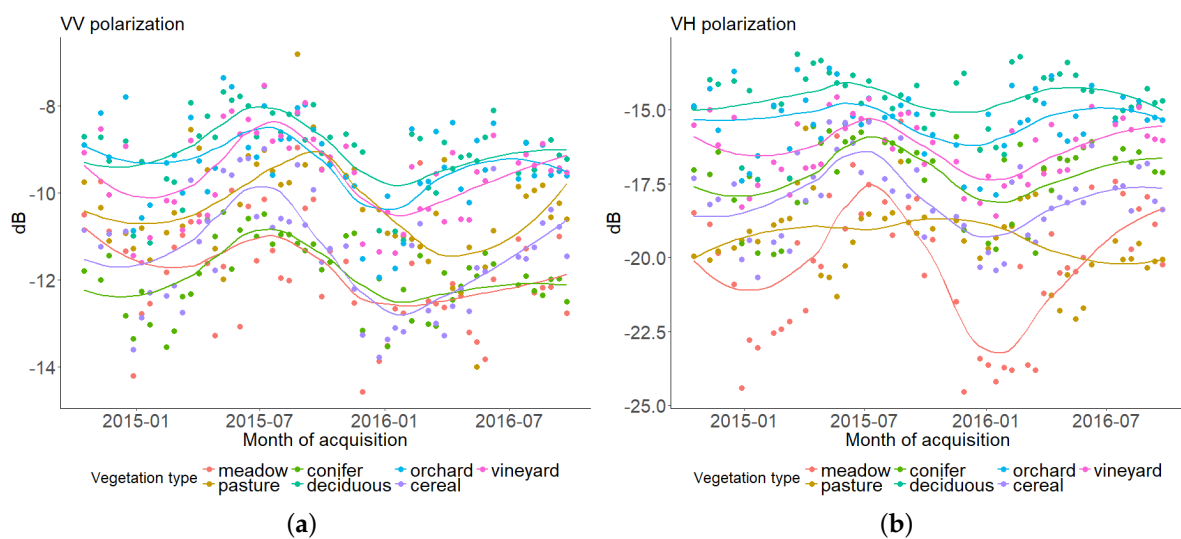 VV polarization
-8
-10
-12
-14
dB
2015-01 2015-07 2016-01 2016-07
Month of acquisition
Vegetation type meadow conifer orchard vineyard
pasture deciduous cereal
(a)
VH polarization
-15.0
-17.5
-20.0
-22.5
-25.0
dB
2015-01 2015-07 2016-01 2016-07
Month of acquisition
Vegetation type meadow conifer orchard vineyard
pasture deciduous cereal
(b)